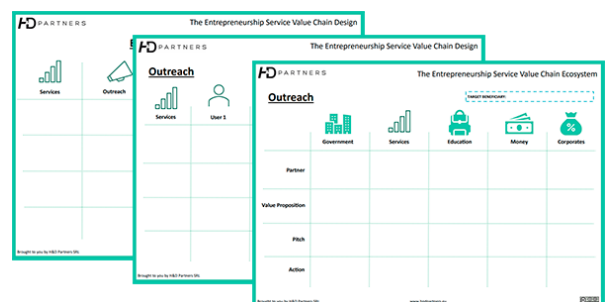 HD PARTNERS
The Entrepreneurship Service Value Chain Design
Services
Outreach
Brought to you by H&D Partners SRL
HD PARTNERS
The Entrepreneurship Service Value Chain Design
Outreach
Services
User 1
Brought to you by H&D Partners SRL
HD PARTNERS
The Entrepreneurship Service Value Chain Ecosystem
Outreach
TARGET BENEFICIARY:
Government
Services
Education
Money
Corporates
Partner
Value Proposition
Pitch
Action
Brought to you by H&D Partners SRL